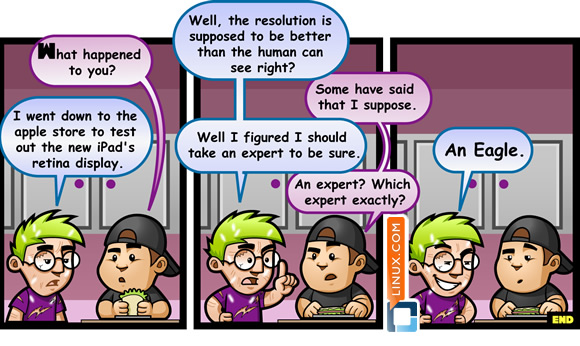 What happened
to you?
I went down to the
apple store to test
out the new iPad's
retina display.
Well, the resolution is
supposed to be better
than the human can
see right?
Some have said
that I suppose.
Well I figured I should
take an expert to be sure.
An expert? Which
expert exactly?
An Eagle.
LINUX.COM
END